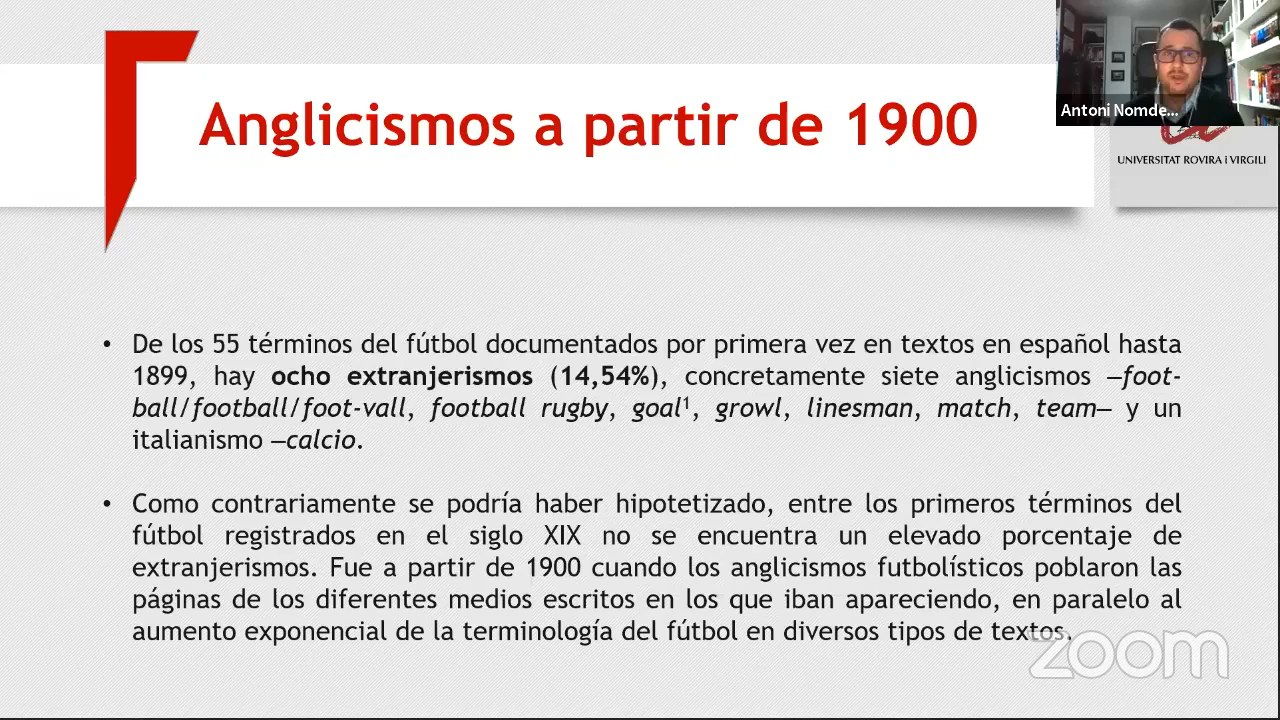 Anglicismos a partir de 1900
Antoni Nomde...
UNIVERSITAT ROVIRA i VIRGILI
• De los 55 términos del fútbol documentados por primera vez en textos en español hasta
1899, hay ocho extranjerismos (14,54%), concretamente siete anglicismos —foot-
ball/football/foot-vall, football rugby, goal¹, growl, linesman, match, team— y un
italianismo —calcio.
• Como contrariamente se podría haber hipotetizado, entre los primeros términos del
fútbol registrados en el siglo XIX no se encuentra un elevado porcentaje de
extranjerismos. Fue a partir de 1900 cuando los anglicismos futbolísticos poblaron las
páginas de los diferentes medios escritos en los que iban apareciendo, en paralelo al
aumento exponencial de la terminología del fútbol en diversos tipos de textos.
zoom